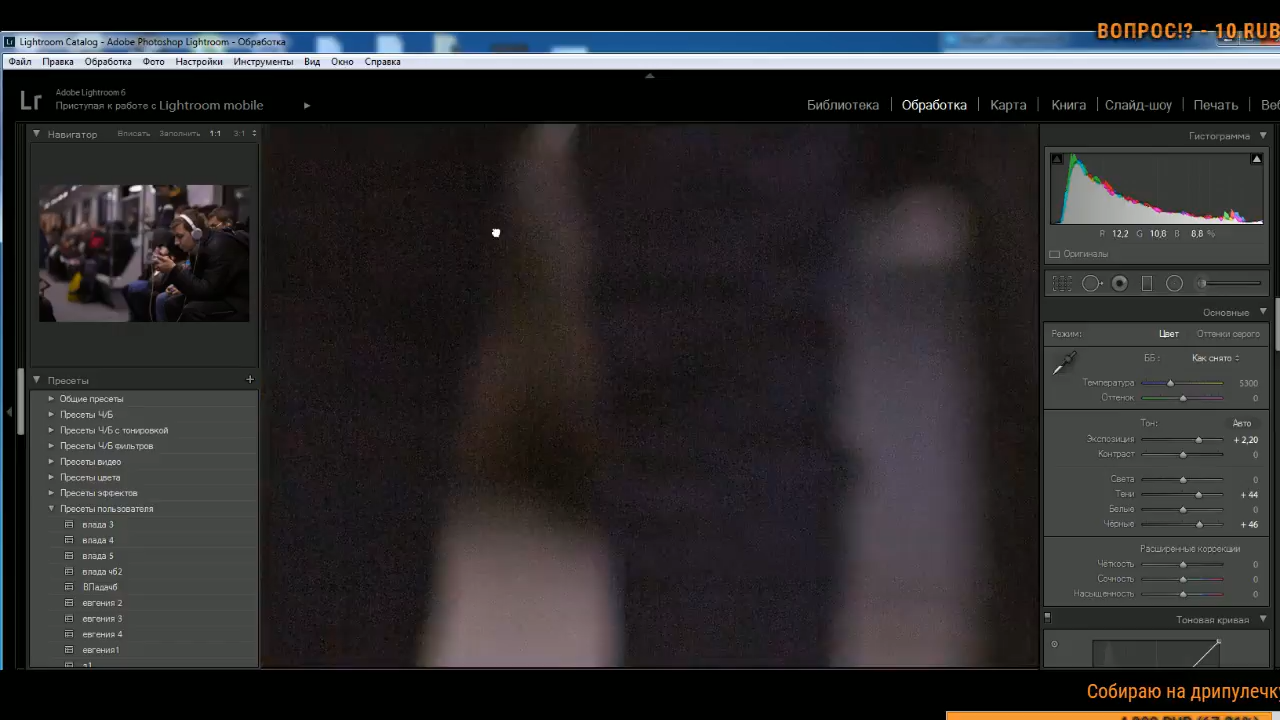 ВОПРОС!? - 10 RUB
Lightroom Catalog - Adobe Photoshop Lightroom - Обработка
Файл Правка Обработка Фото Настройки Инструменты Вид Окно Справка
Lr
Adobe Lightroom 6
Приступая к работе с Lightroom mobile
Библиотека Обработка Карта Книга Слайд-шоу Печать Ве
Навигатор Вписать Заполнить 1:1 3:1
Гистограмма
R 12,2 G 10,8 B 8,8 %
Оригиналы
Основные
Режим: Цвет Оттенки серого
ББ : Как снято
Температура 5300
Оттенок 0
Тон: Авто
Экспозиция + 2,20
Контраст 0
Света 0
Тени + 44
Белые 0
Чёрные + 46
Расширенные коррекции
Чёткость 0
Сочность 0
Насыщенность 0
Тоновая кривая
Пресеты +
Общие пресеты
Пресеты Ч/Б
Пресеты Ч/Б с тонировкой
Пресеты Ч/Б фильтров
Пресеты видео
Пресеты цвета
Пресеты эффектов
Пресеты пользователя
влада 3
влада 4
влада 5
влада чб2
ВПадачб
евгения 2
евгения 3
евгения 4
евгения1
Собираю на дрипулечк